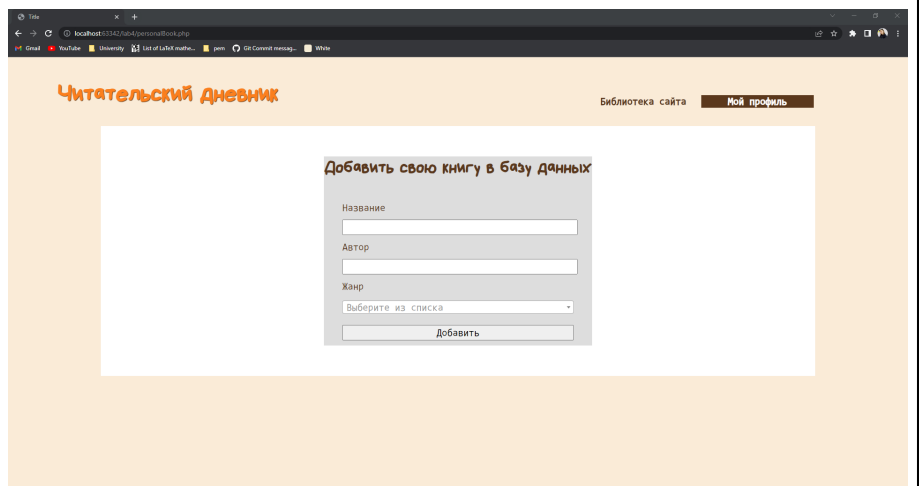 Title
localhost:63342/lab4/personalBook.php
Gmail YouTube University List of LaTeX mathe... pem Git Commit messag... White
Читательский дневник
Библиотека сайта Мой профиль
Добавить свою книгу в базу данных
Название
Автор
Жанр
Выберите из списка
Добавить